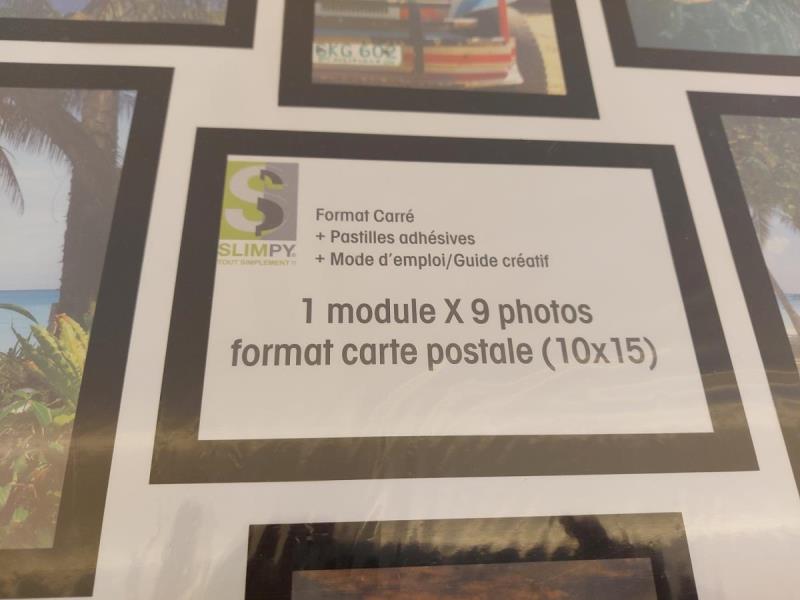 SKG 602
S
SLIMPY®
TOUT SIMPLEMENT !!
Format Carré
+ Pastilles adhésives
+ Mode d'emploi/Guide créatif
1 module X 9 photos
format carte postale (10x15)